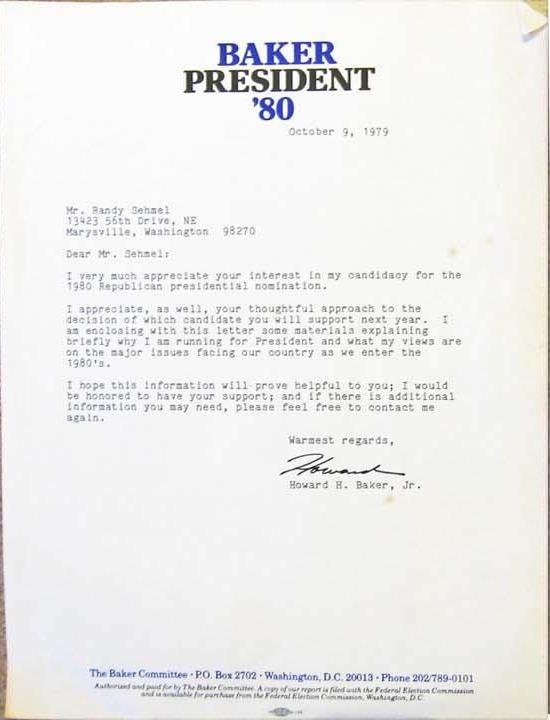 BAKER
PRESIDENT
'80
October 9, 1979
Mr. Randy Sehmel
13423 56th Drive, NE
Marysville, Washington 98270
Dear Mr. Sehmel:
I very much appreciate your interest in my candidacy for the
1980 Republican presidential nomination.
I appreciate, as well, your thoughtful approach to the
decision of which candidate you will support next year. I
am enclosing with this letter some materials explaining
briefly why I am running for President and what my views are
on the major issues facing our country as we enter the
1980's.
I hope this information will prove helpful to you; I would
be honored to have your support; and if there is additional
information you may need, please feel free to contact me
again.
Warmest regards,
Howard
Howard H. Baker, Jr.
The Baker Committee · P.O. Box 2702 · Washington, D.C. 20013 · Phone 202/789-0101
Authorized and paid for by The Baker Committee. A copy of our report is filed with the Federal Election Commission
and is available for purchase from the Federal Election Commission, Washington, D.C.